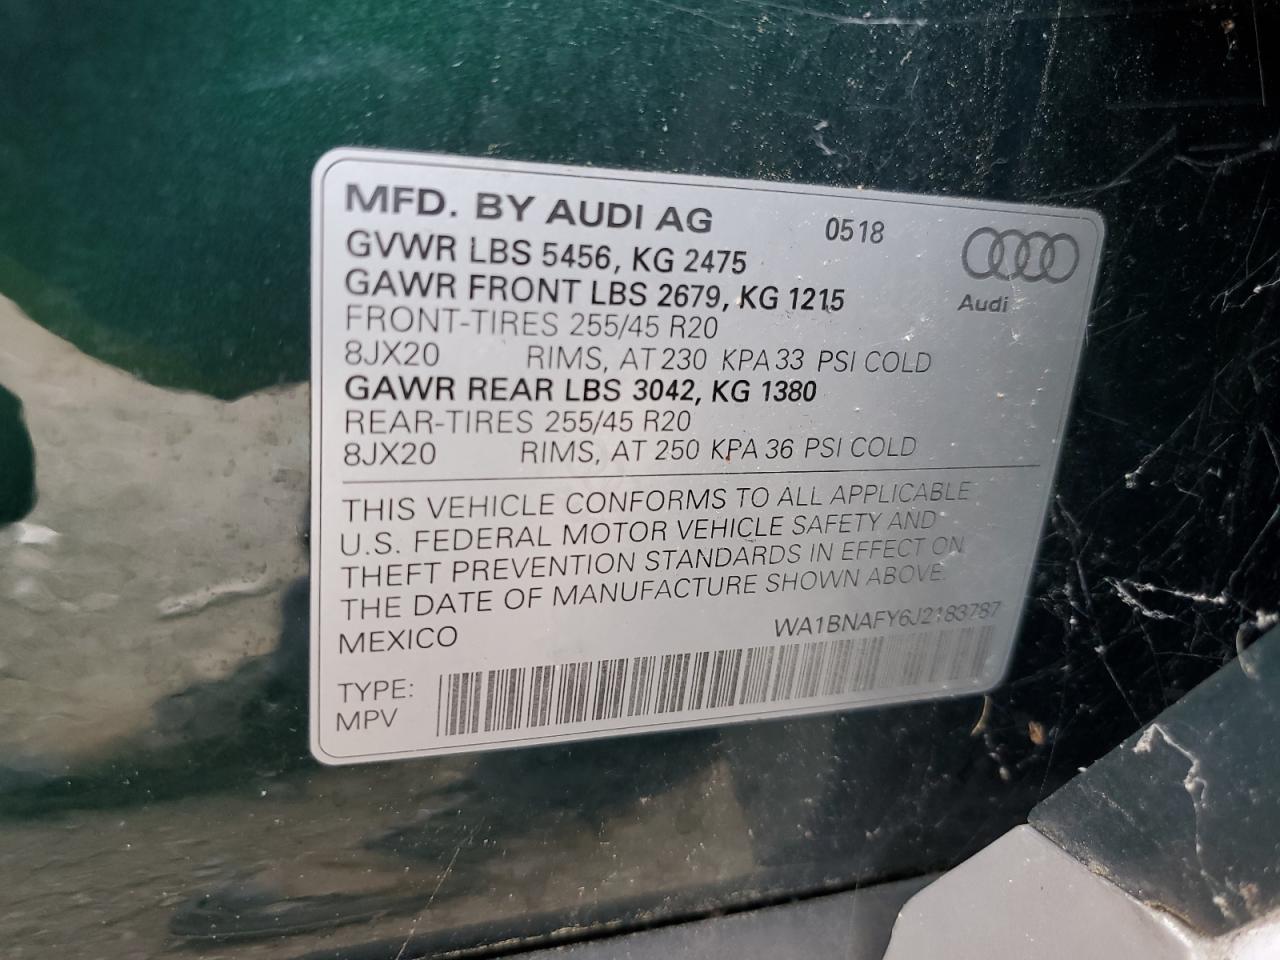 MFD. BY AUDI AG 0518
GVWR LBS 5456, KG 2475
GAWR FRONT LBS 2679, KG 1215
Audi
FRONT-TIRES 255/45 R20
8JX20 RIMS, AT 230 KPA 33 PSI COLD
GAWR REAR LBS 3042, KG 1380
REAR-TIRES 255/45 R20
8JX20 RIMS, AT 250 KPA 36 PSI COLD
THIS VEHICLE CONFORMS TO ALL APPLICABLE
U.S. FEDERAL MOTOR VEHICLE SAFETY AND
THEFT PREVENTION STANDARDS IN EFFECT ON
THE DATE OF MANUFACTURE SHOWN ABOVE.
MEXICO WA1BNAFY6J2183787
TYPE:
MPV